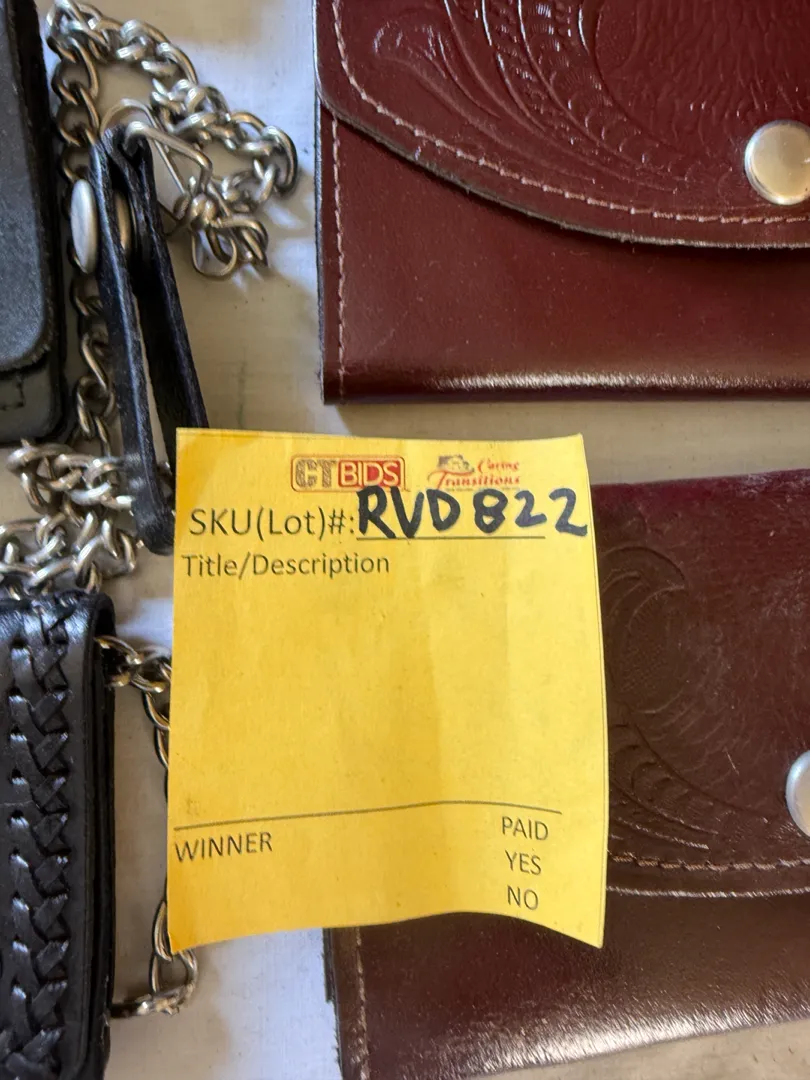 CTBIDS Caring Transitions
SKU(Lot)#: RVD822
Title/Description
WINNER PAID
YES
NO